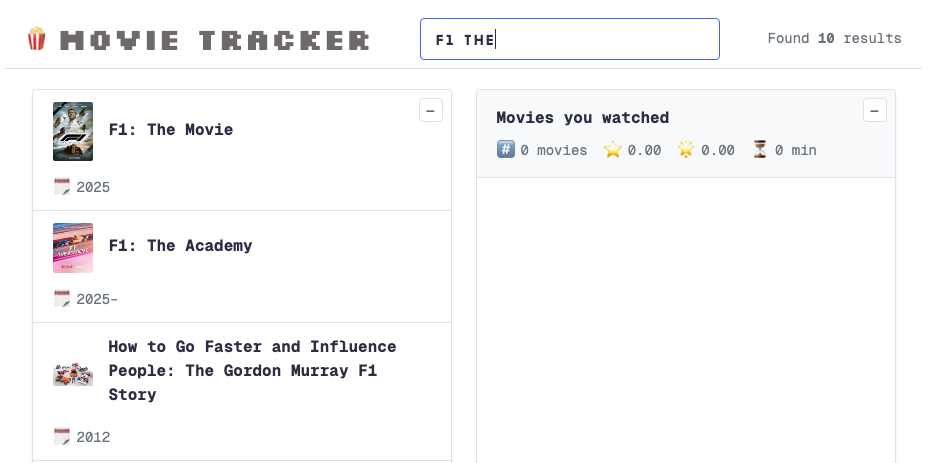 MOVIE TRACKER
F1 THE
Found 10 results
F1: The Movie
2025
F1: The Academy
2025–
How to Go Faster and Influence
People: The Gordon Murray F1
Story
2012
–
Movies you watched
# 0 movies 0.00 0.00 0 min
–